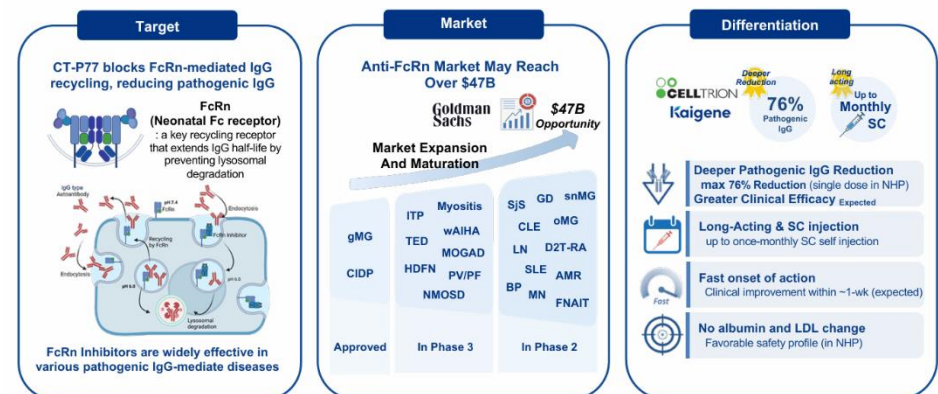 Target
CT-P77 blocks FcRn-mediated IgG
recycling, reducing pathogenic IgG
FcRn
(Neonatal Fc receptor)
: a key recycling receptor
that extends IgG half-life by
preventing lysosomal
degradation
IgG type
Autoantibody
pH7.4
FcRn
Endocytosis
Recycling
by FcRn
FcRn Inhibitor
Endocytosis
pH 6.0
pH 6.0
Lysosomal
degradation
FcRn Inhibitors are widely effective in
various pathogenic IgG-mediate diseases
Market
Anti-FcRn Market May Reach
Over $47B
Goldman
Sachs
$47B
Opportunity
Market Expansion
And Maturation
gMG
CIDP
Approved
ITP
Myositis
TED
wAIHA
MOGAD
HDFN
PV/PF
NMOSD
In Phase 3
SjS
GD
snMG
CLE
oMG
LN
D2T-RA
SLE
AMR
BP
MN
FNAIT
In Phase 2
Differentiation
CELLTRION
Kaigene
Deeper
Reduction
76%
Pathogenic
IgG
Long
acting
Up to
Monthly
SC
Deeper Pathogenic IgG Reduction
max 76% Reduction (single dose in NHP)
Greater Clinical Efficacy Expected
Long-Acting & SC injection
up to once-monthly SC self injection
Fast
Fast onset of action
Clinical improvement within ~1-wk (expected)
No albumin and LDL change
Favorable safety profile (in NHP)